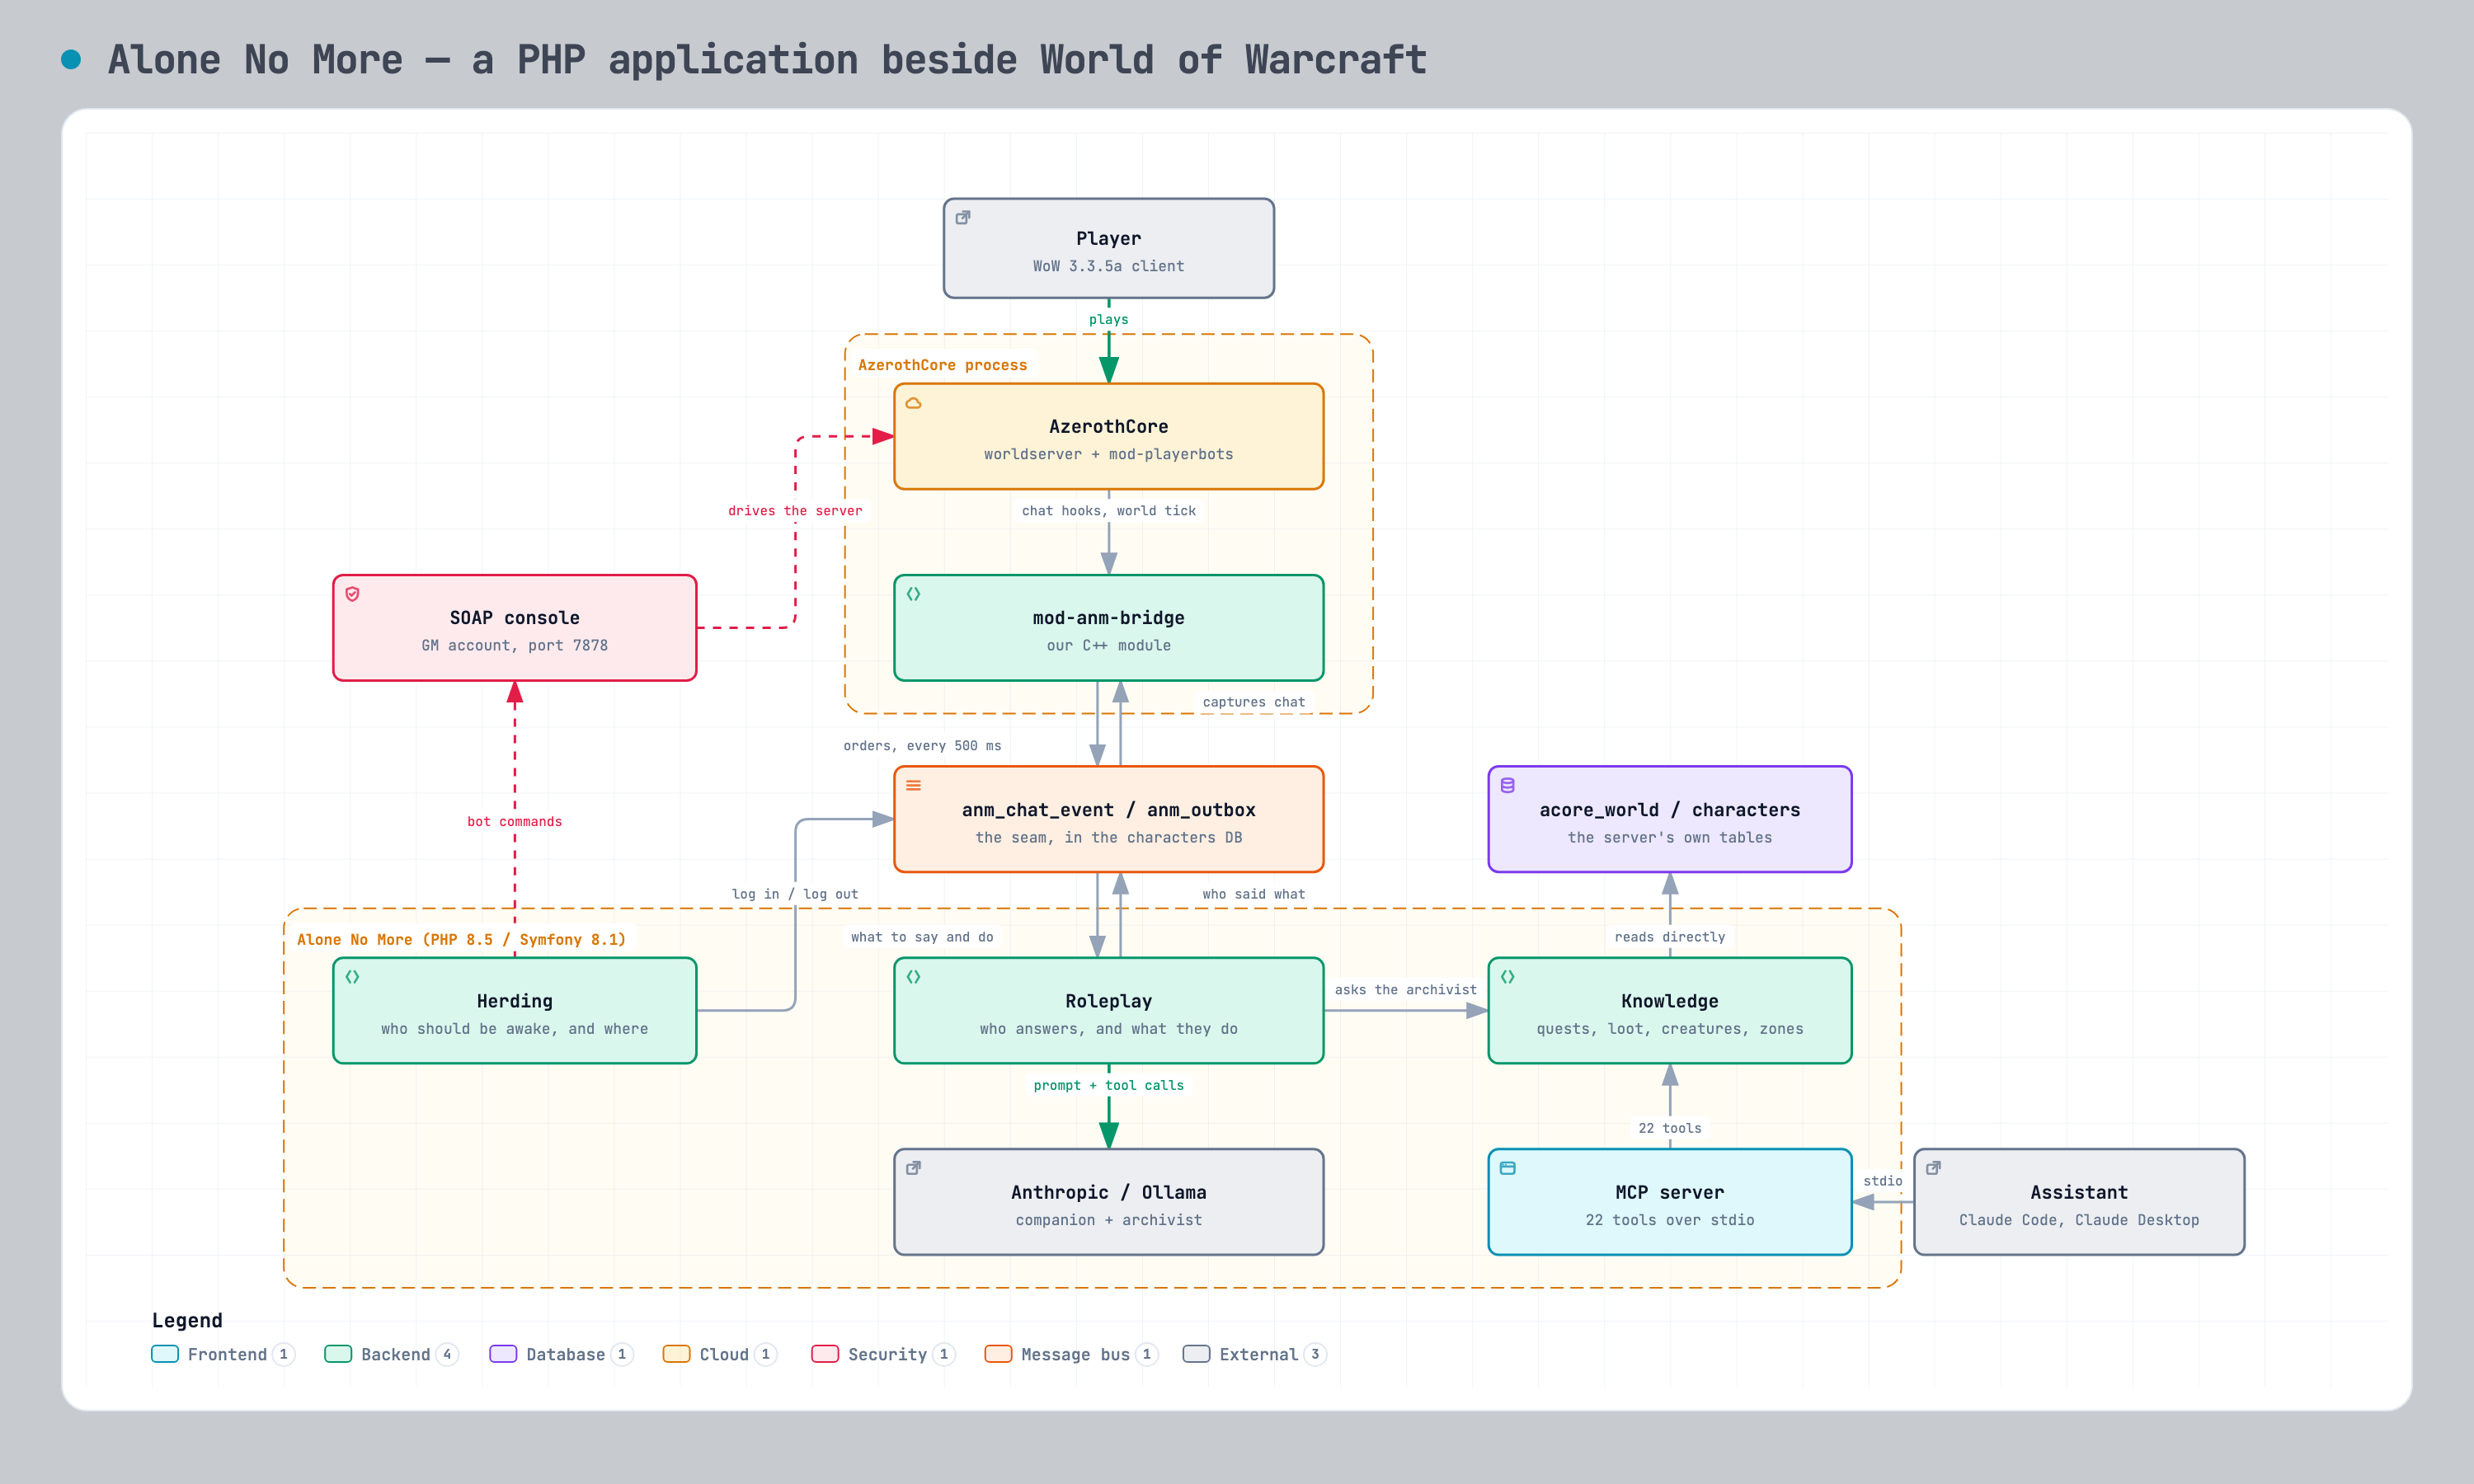 Alone No More — a PHP application beside World of Warcraft
Player
WoW 3.3.5a client
plays
AzerothCore process
AzerothCore
worldserver + mod-playerbots
drives the server
chat hooks, world tick
SOAP console
GM account, port 7878
mod-anm-bridge
our C++ module
captures chat
orders, every 500 ms
anm_chat_event / anm_outbox
the seam, in the characters DB
acore_world / characters
the server's own tables
bot commands
log in / log out
who said what
Alone No More (PHP 8.5 / Symfony 8.1)
what to say and do
reads directly
Herding
who should be awake, and where
Roleplay
who answers, and what they do
asks the archivist
Knowledge
quests, loot, creatures, zones
prompt + tool calls
22 tools
Anthropic / Ollama
companion + archivist
MCP server
22 tools over stdio
stdio
Assistant
Claude Code, Claude Desktop
Legend
Frontend 1 Backend 4 Database 1 Cloud 1 Security 1 Message bus 1 External 3